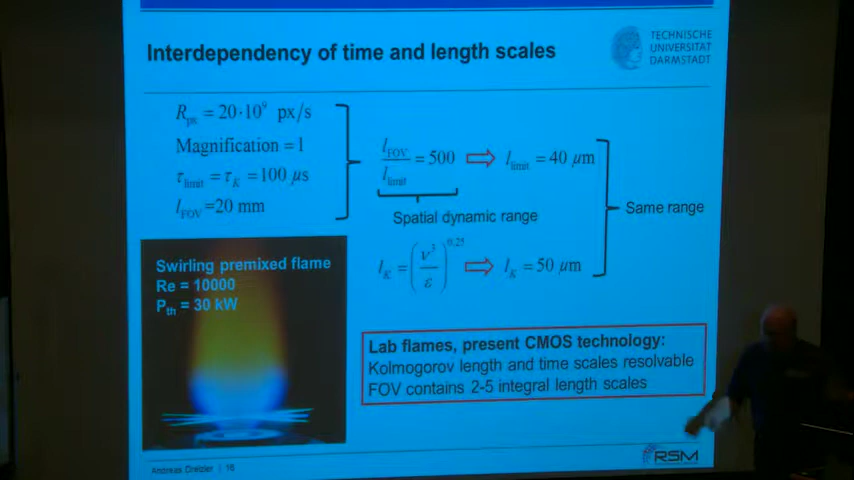 Interdependency of time and length scales
TECHNISCHE
UNIVERSITÄT
DARMSTADT
R_px = 20·10⁹ px/s
Magnification = 1
τ_limit = τ_K = 100 µs
l_FOV = 20 mm
l_FOV / l_limit = 500 ⇨ l_limit = 40 µm
Spatial dynamic range
Same range
l_K = (ν³/ε)^0,25 ⇨ l_K = 50 µm
Swirling premixed flame
Re = 10000
P_th = 30 kW
Lab flames, present CMOS technology:
Kolmogorov length and time scales resolvable
FOV contains 2-5 integral length scales
Andreas Dreizler | 16
RSM